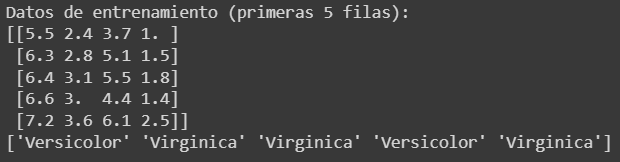 Datos de entrenamiento (primeras 5 filas):
[[5.5 2.4 3.7 1. ]
 [6.3 2.8 5.1 1.5]
 [6.4 3.1 5.5 1.8]
 [6.6 3.  4.4 1.4]
 [7.2 3.6 6.1 2.5]]
['Versicolor' 'Virginica' 'Virginica' 'Versicolor' 'Virginica']